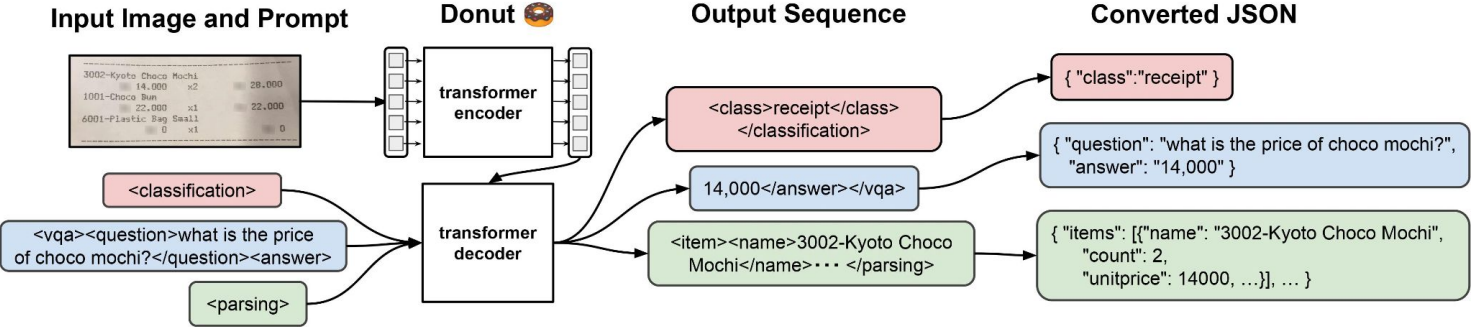 Input Image and Prompt
Donut 🍩
Output Sequence
Converted JSON
3002-Kyoto Choco Mochi
14.000 x2 28.000
1001-Choco Bun
22.000 x1 22.000
6001-Plastic Bag Small
0 x1 0
<classification>
<vqa><question>what is the price
of choco mochi?</question><answer>
<parsing>
transformer
encoder
transformer
decoder
<class>receipt</class>
</classification>
14,000</answer></vqa>
<item><name>3002-Kyoto Choco
Mochi</name>··· </parsing>
{ "class":"receipt" }
{ "question": "what is the price of choco mochi?",
"answer": "14,000" }
{ "items": [{"name": "3002-Kyoto Choco Mochi",
"count": 2,
"unitprice": 14000, …}], … }